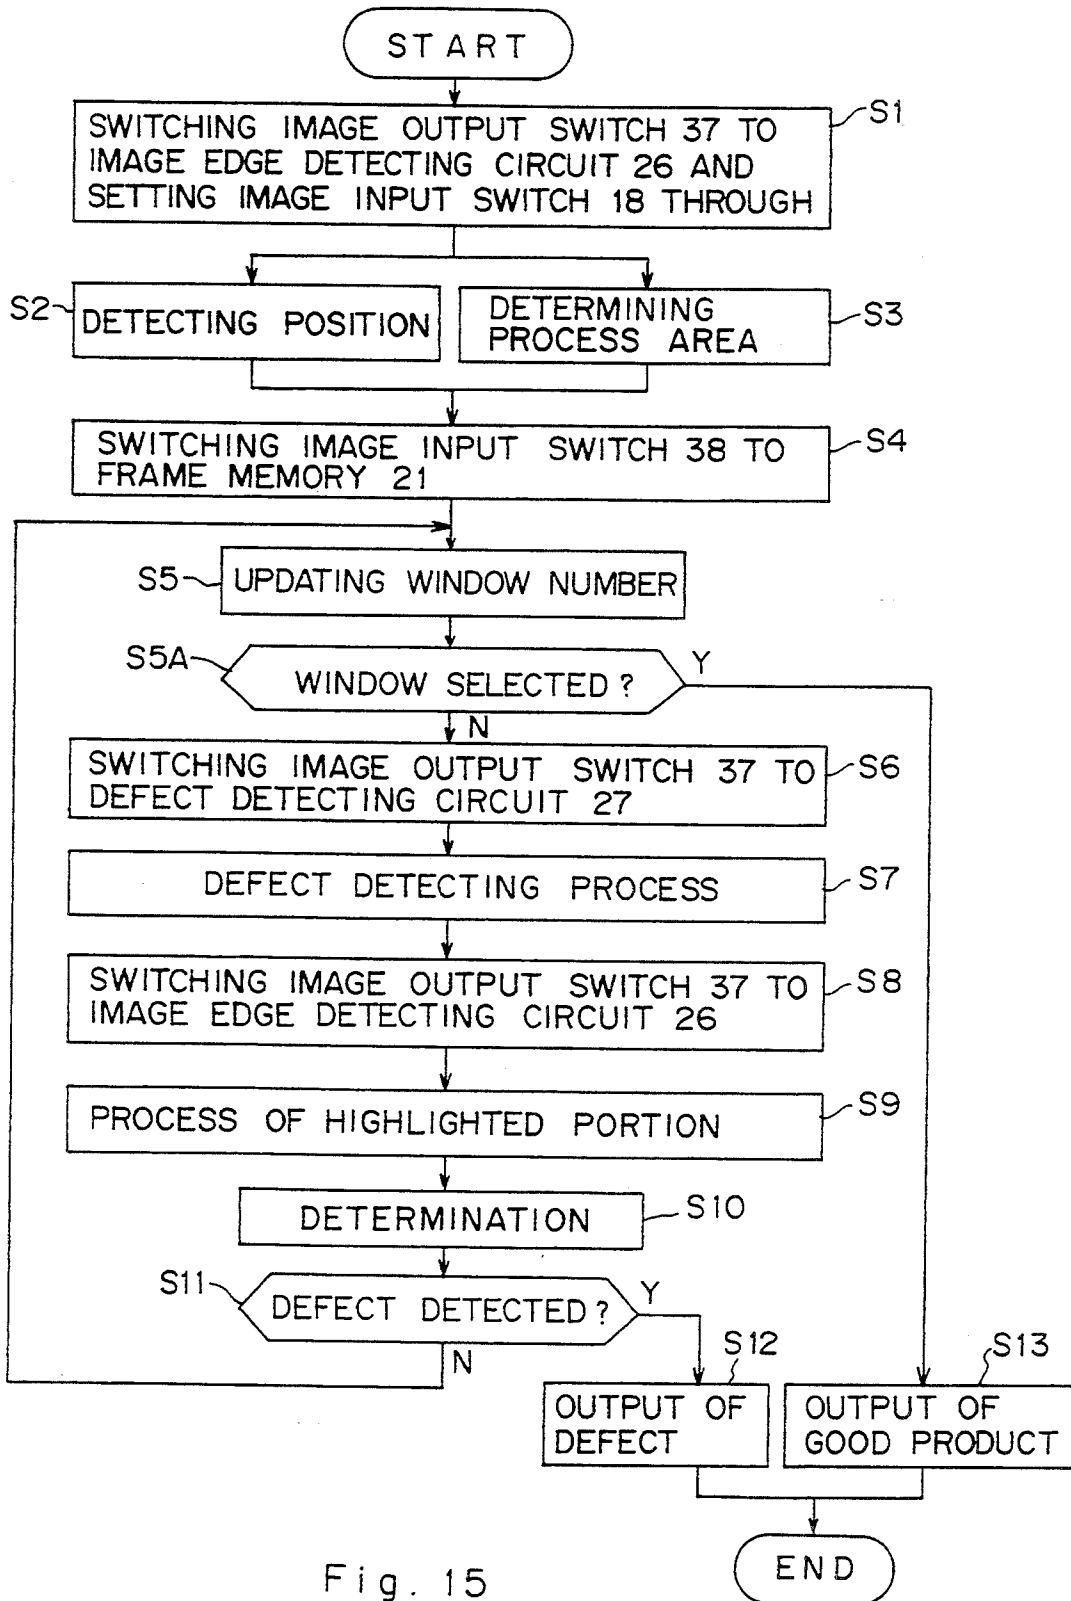 START
S1
SWITCHING IMAGE OUTPUT SWITCH 37 TO
IMAGE EDGE DETECTING CIRCUIT 26 AND
SETTING IMAGE INPUT SWITCH 18 THROUGH
S2
DETECTING POSITION
DETERMINING
PROCESS AREA
S3
SWITCHING IMAGE INPUT SWITCH 38 TO
FRAME MEMORY 21
S4
S5
UPDATING WINDOW NUMBER
S5A
WINDOW SELECTED ?
Y
N
SWITCHING IMAGE OUTPUT SWITCH 37 TO
DEFECT DETECTING CIRCUIT 27
S6
DEFECT DETECTING PROCESS
S7
SWITCHING IMAGE OUTPUT SWITCH 37 TO
IMAGE EDGE DETECTING CIRCUIT 26
S8
PROCESS OF HIGHLIGHTED PORTION
S9
DETERMINATION
S10
S11
DEFECT DETECTED ?
Y
N
S12
OUTPUT OF
DEFECT
S13
OUTPUT OF
GOOD PRODUCT
END
Fig. 15